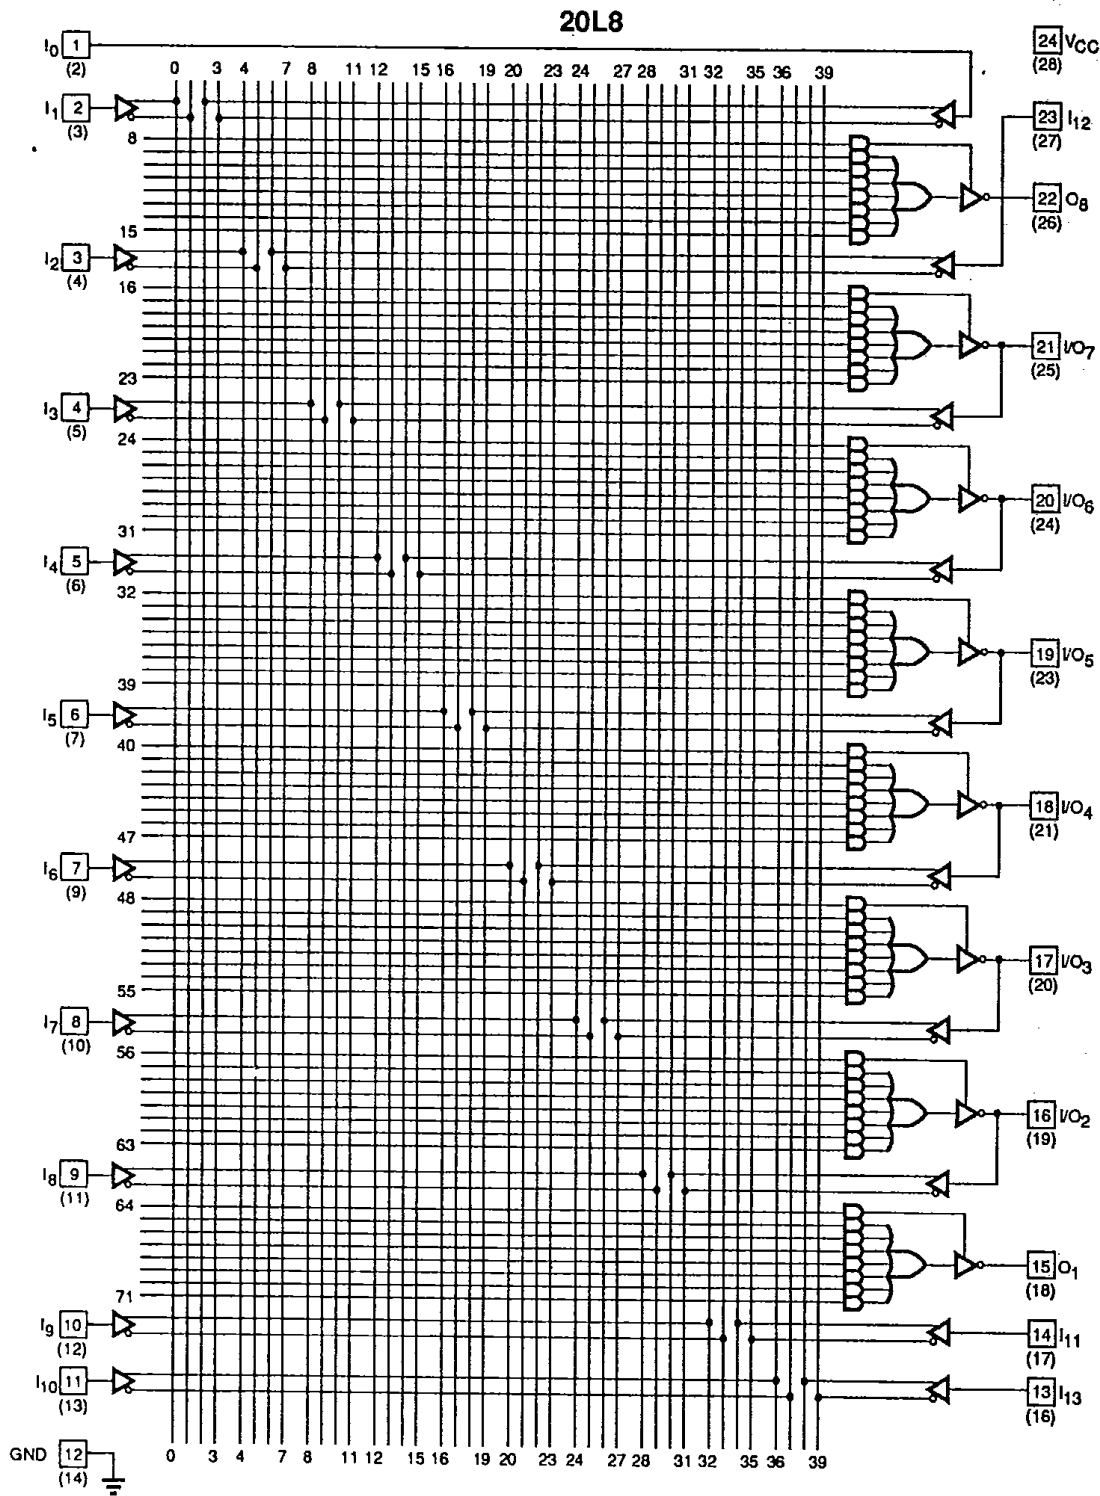 20L8
I0 1 24 VCC
(2) (28)
0 3 4 7 8 11 12 15 16 19 20 23 24 27 28 31 32 35 36 39
I1 2 23 I12
(3) (27)
8
22 O8
(26)
15
I2 3
(4)
16
21 I/O7
(25)
23
I3 4
(5)
24
20 I/O6
(24)
31
I4 5
(6)
32
19 I/O5
(23)
39
I5 6
(7)
40
18 I/O4
(21)
47
I6 7
(9)
48
17 I/O3
(20)
55
I7 8
(10)
56
16 I/O2
(19)
63
I8 9
(11)
64
15 O1
(18)
71
I9 10 14 I11
(12) (17)
I10 11 13 I13
(13) (16)
GND 12
(14)
0 3 4 7 8 11 12 15 16 19 20 23 24 27 28 31 32 35 36 39